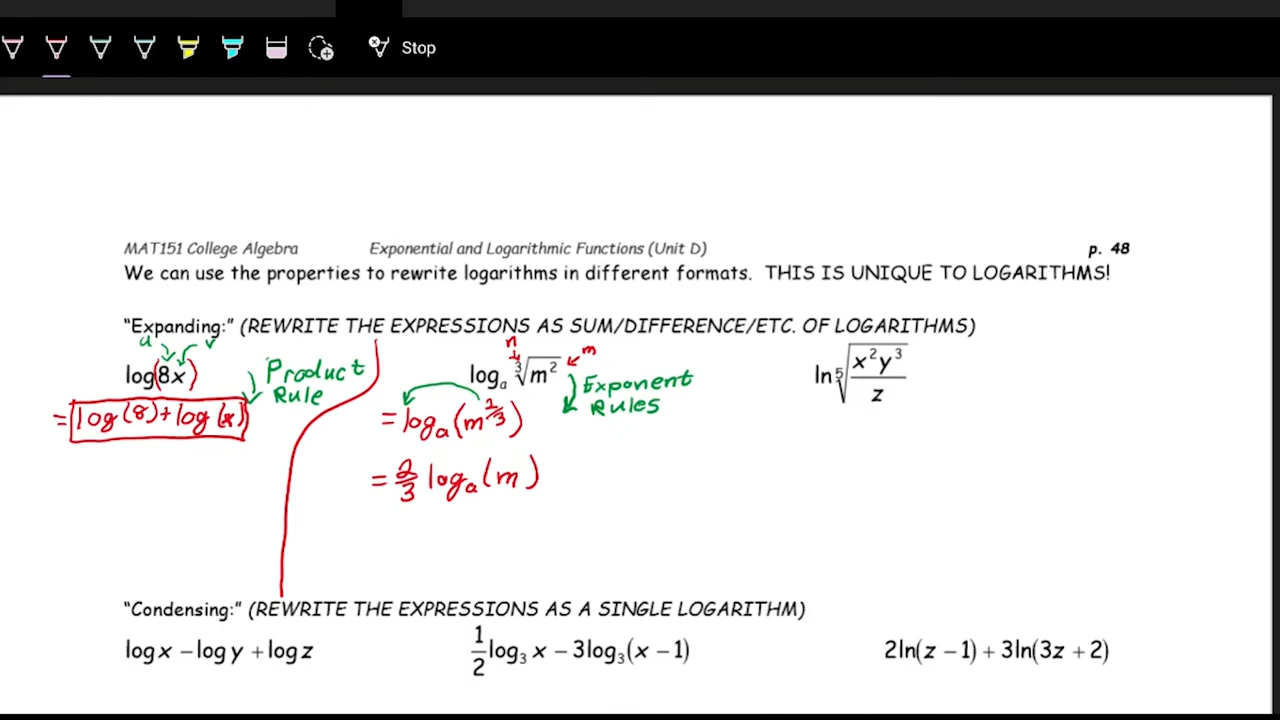 Stop
MAT151 College Algebra Exponential and Logarithmic Functions (Unit D) p. 48
We can use the properties to rewrite logarithms in different formats. THIS IS UNIQUE TO LOGARITHMS!
“Expanding:” (REWRITE THE EXPRESSIONS AS SUM/DIFFERENCE/ETC. OF LOGARITHMS)
u v
n m
log(8x) logₐ ∛m² ln ⁵√(x²y³/z)
Product Rule
Exponent Rules
= log(8)+log(x)
= logₐ(m^2/3)
= 2/3 logₐ(m)
“Condensing:” (REWRITE THE EXPRESSIONS AS A SINGLE LOGARITHM)
log x − log y + log z 1/2 log₃ x − 3log₃(x − 1) 2ln(z − 1) + 3ln(3z + 2)